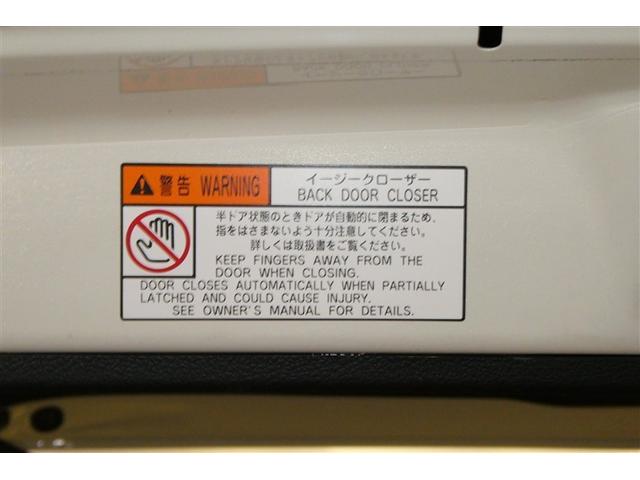 警告 WARNING
イージークローザー
BACK DOOR CLOSER
半ドア状態のときドアが自動的に閉まるため、
指をはさまないよう十分注意してください。
詳しくは取扱書をご覧ください。
KEEP FINGERS AWAY FROM THE
DOOR WHEN CLOSING.
DOOR CLOSES AUTOMATICALLY WHEN PARTIALLY
LATCHED AND COULD CAUSE INJURY.
SEE OWNER'S MANUAL FOR DETAILS.